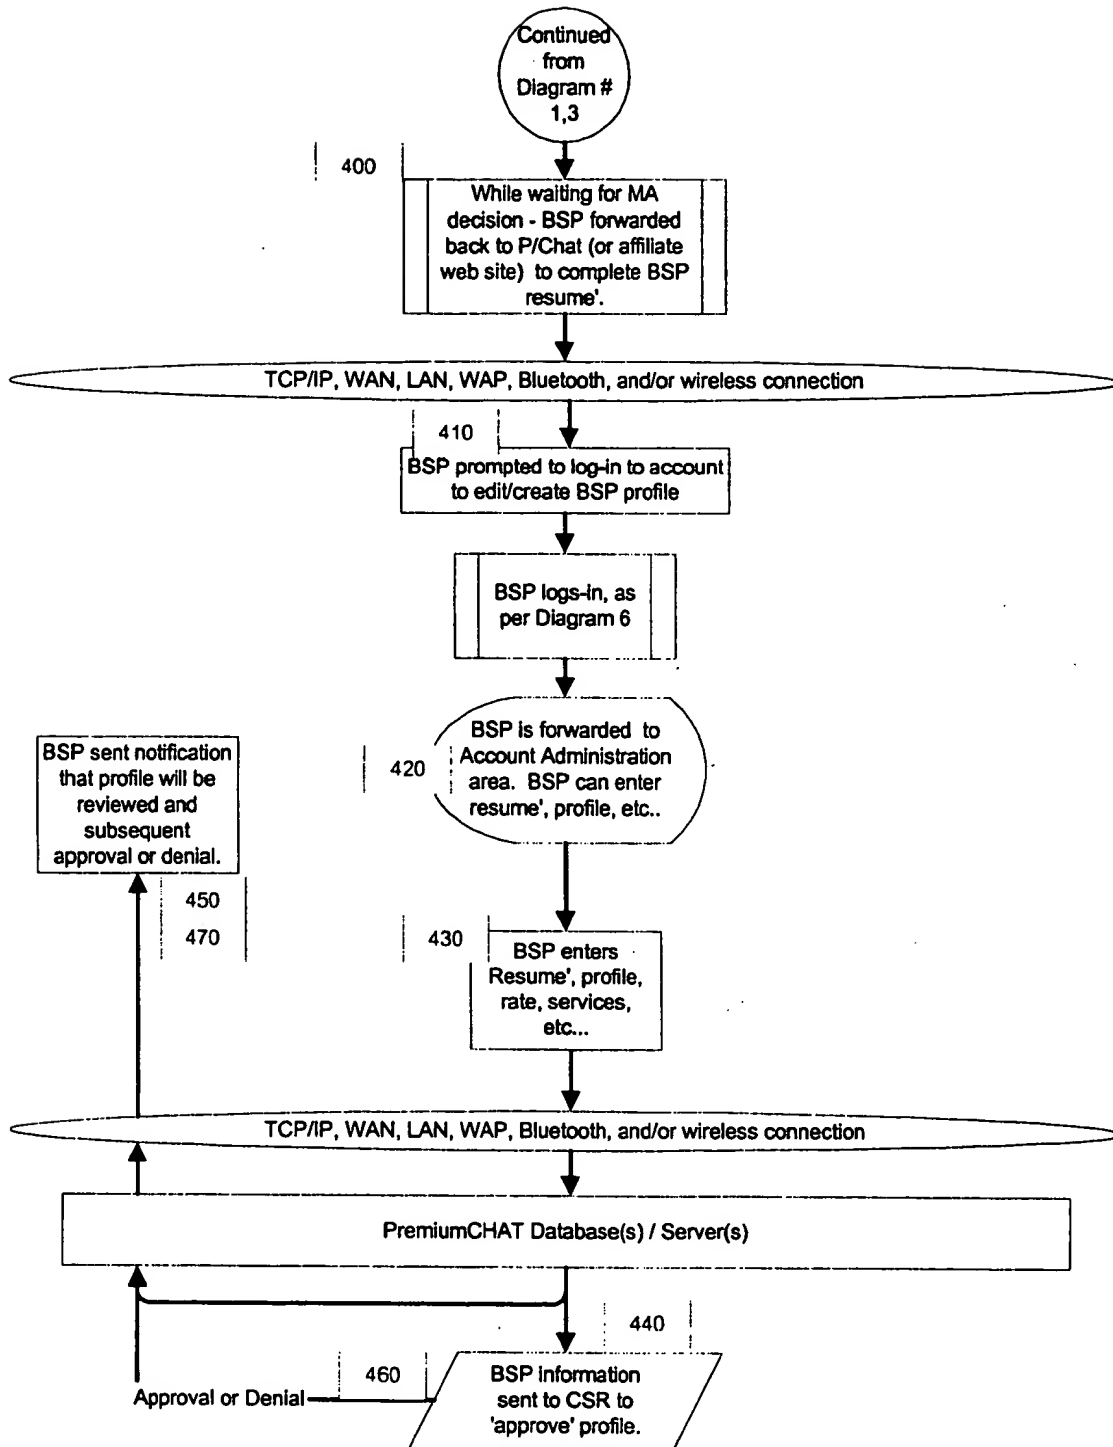 Continued
from
Diagram #
1,3
400
While waiting for MA
decision - BSP forwarded
back to P/Chat (or affiliate
web site) to complete BSP
resume'.
TCP/IP, WAN, LAN, WAP, Bluetooth, and/or wireless connection
410
BSP prompted to log-in to account
to edit/create BSP profile
BSP logs-in, as
per Diagram 6
BSP is forwarded to
Account Administration
area. BSP can enter
resume', profile, etc..
420
BSP sent notification
that profile will be
reviewed and
subsequent
approval or denial.
450
470
430
BSP enters
Resume', profile,
rate, services,
etc...
TCP/IP, WAN, LAN, WAP, Bluetooth, and/or wireless connection
PremiumCHAT Database(s) / Server(s)
440
460
Approval or Denial
BSP information
sent to CSR to
'approve' profile.